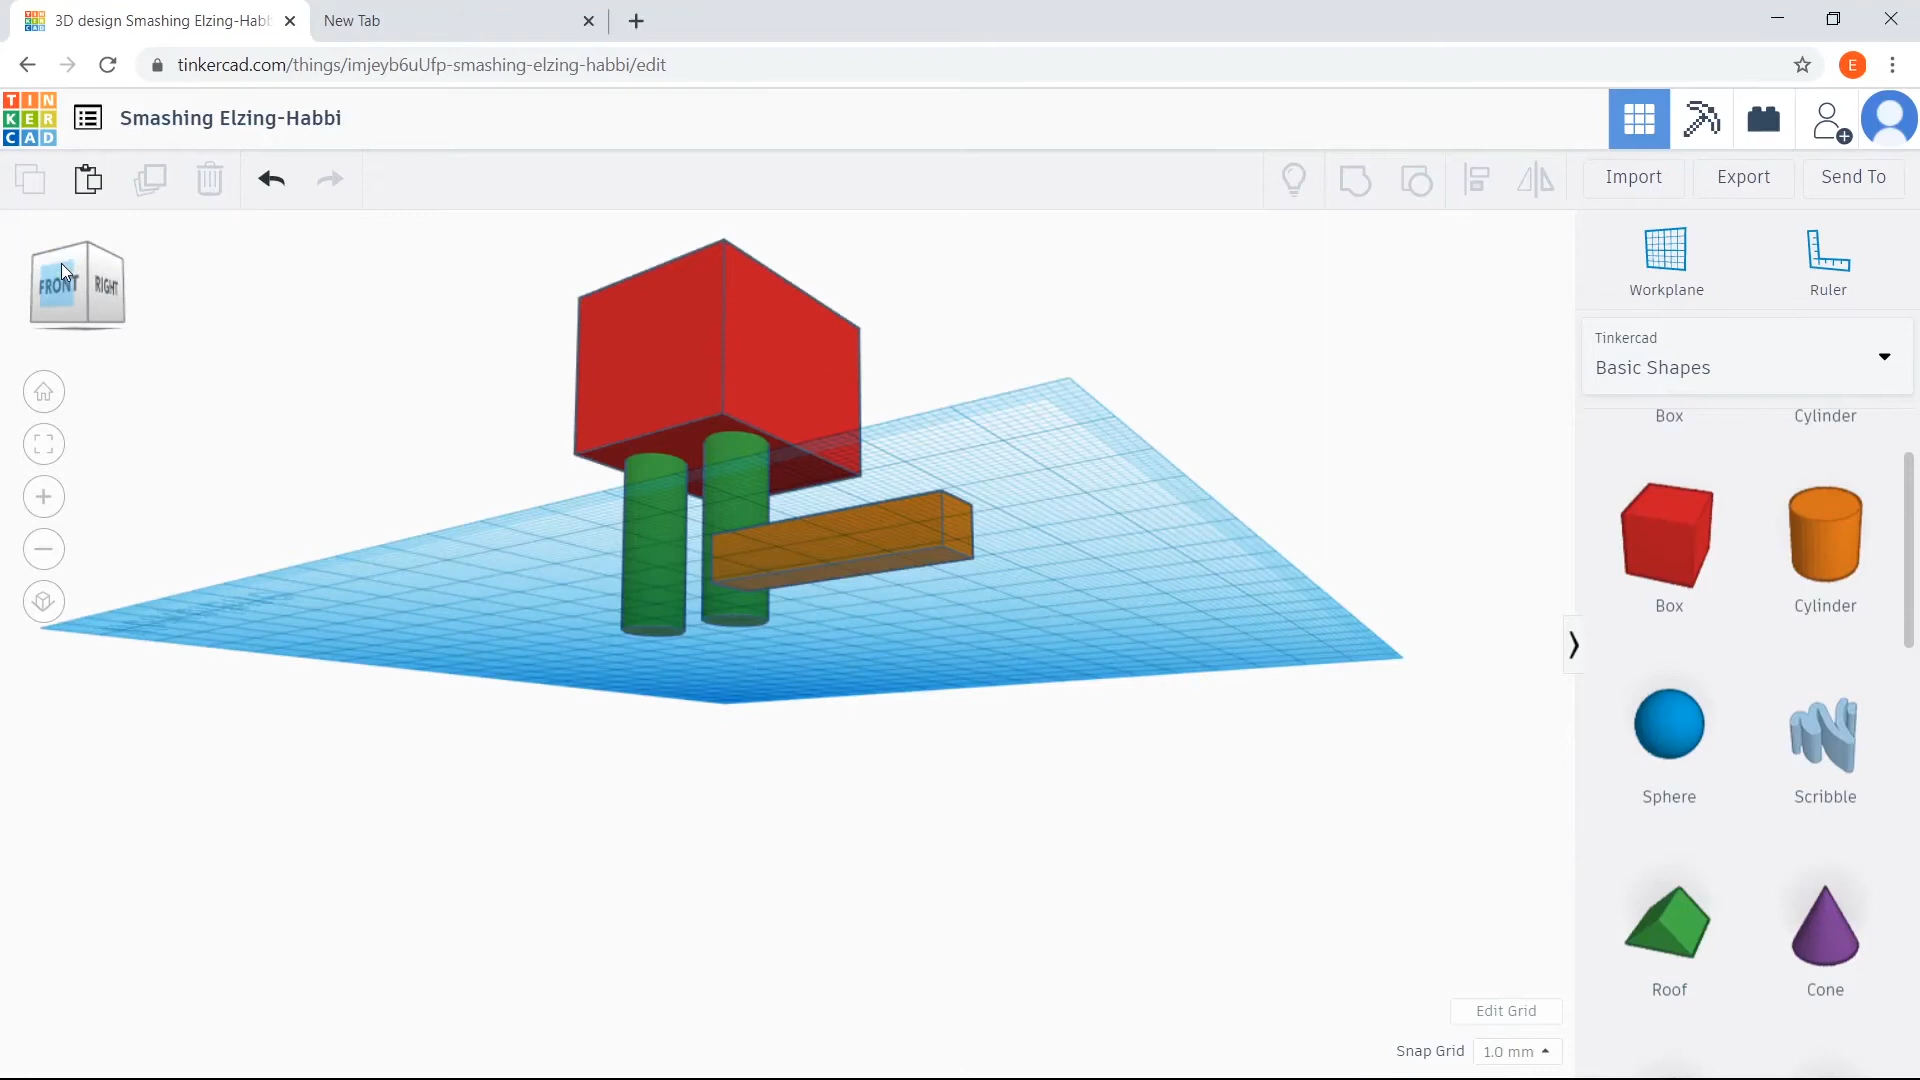 3D design Smashing Elzing-Habb
New Tab
tinkercad.com/things/imjeyb6uUfp-smashing-elzing-habbi/edit
E
TIN
KER
CAD
Smashing Elzing-Habbi
Import
Export
Send To
FRONT
RIGHT
Workplane
Ruler
Tinkercad
Basic Shapes
Box
Cylinder
Box
Cylinder
Sphere
Scribble
Roof
Cone
Edit Grid
Snap Grid
1.0 mm